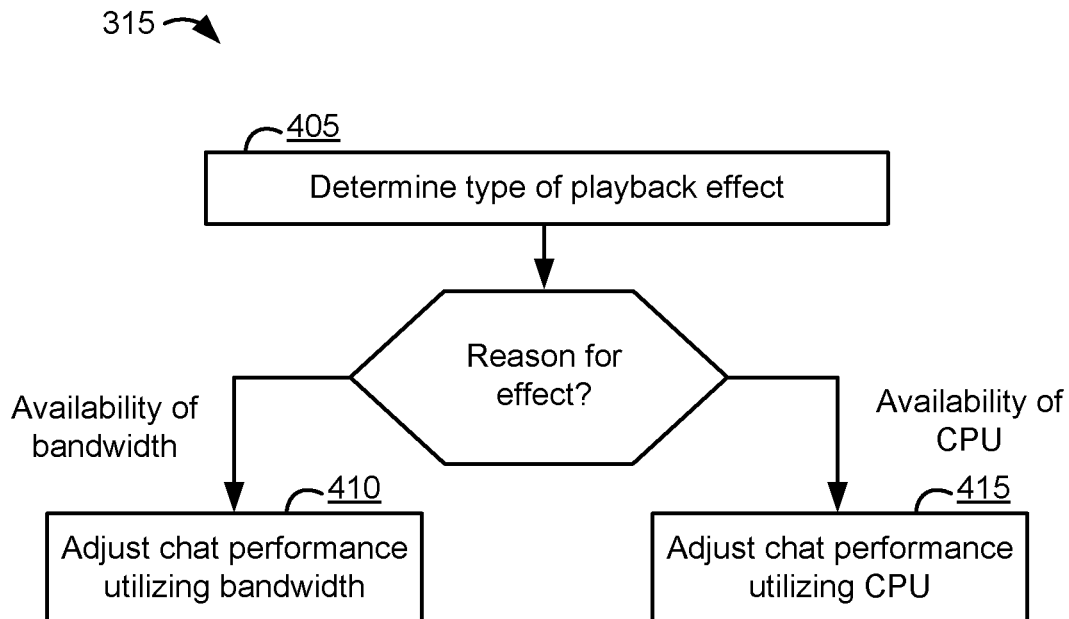 315
405
Determine type of playback effect
Reason for
effect?
Availability of
bandwidth
Availability of
CPU
410
Adjust chat performance
utilizing bandwidth
415
Adjust chat performance
utilizing CPU